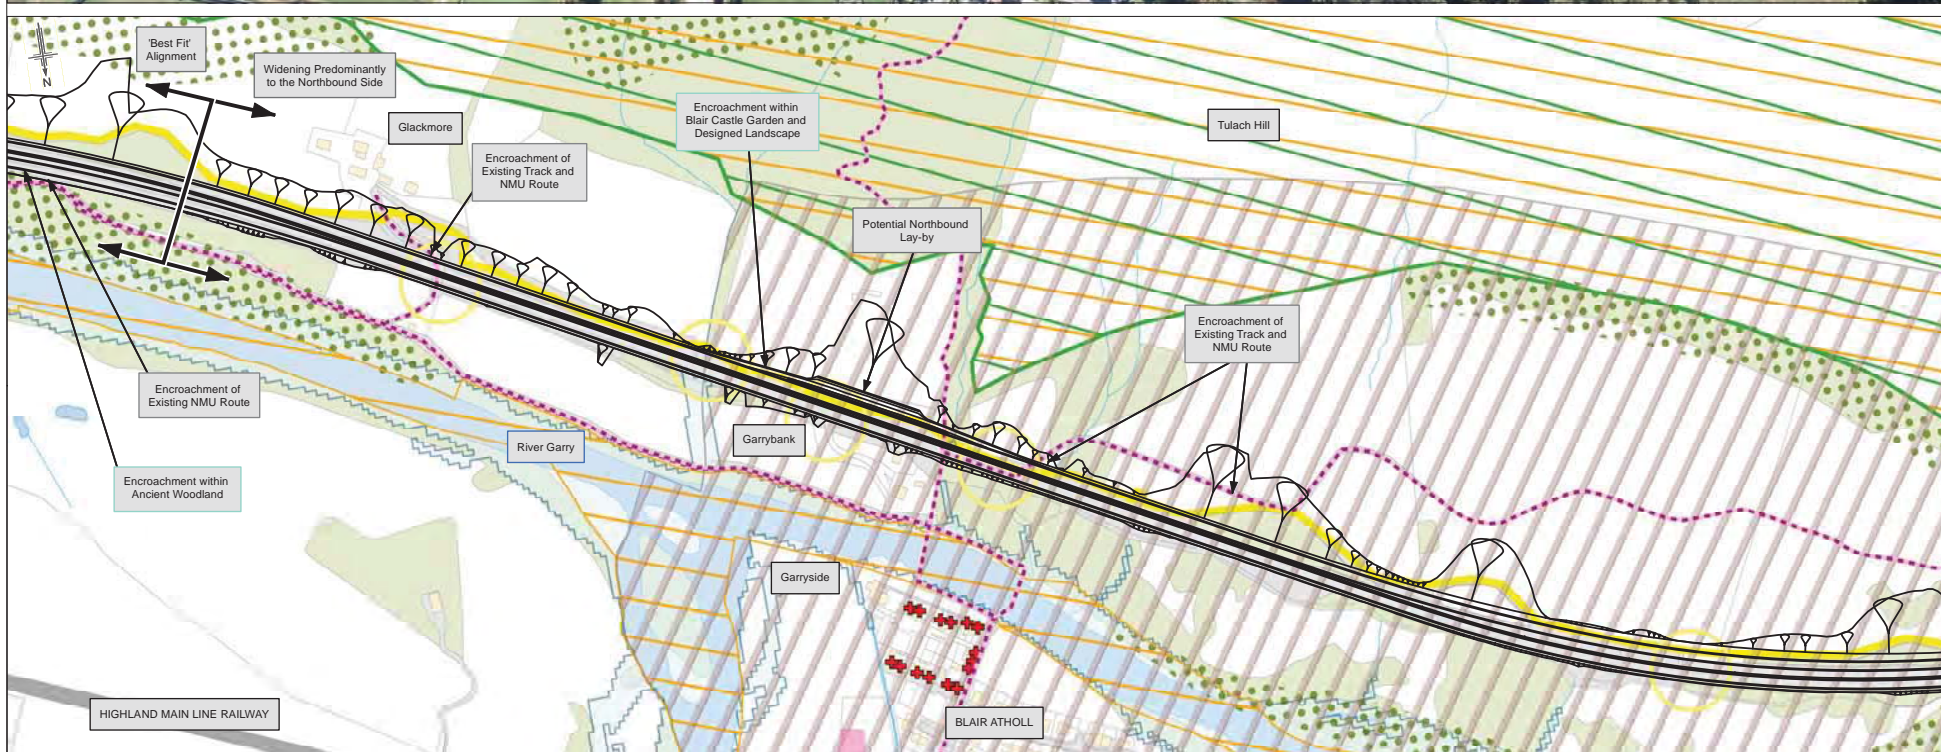 'Best Fit'
Alignment
Widening Predominantly
to the Northbound Side
N
Glackmore
Encroachment within
Blair Castle Garden and
Designed Landscape
Tulach Hill
Encroachment of
Existing Track and
NMU Route
Potential Northbound
Lay-by
Encroachment of
Existing Track and
NMU Route
Encroachment of
Existing NMU Route
River Garry
Garrybank
Encroachment within
Ancient Woodland
Garryside
HIGHLAND MAIN LINE RAILWAY
BLAIR ATHOLL